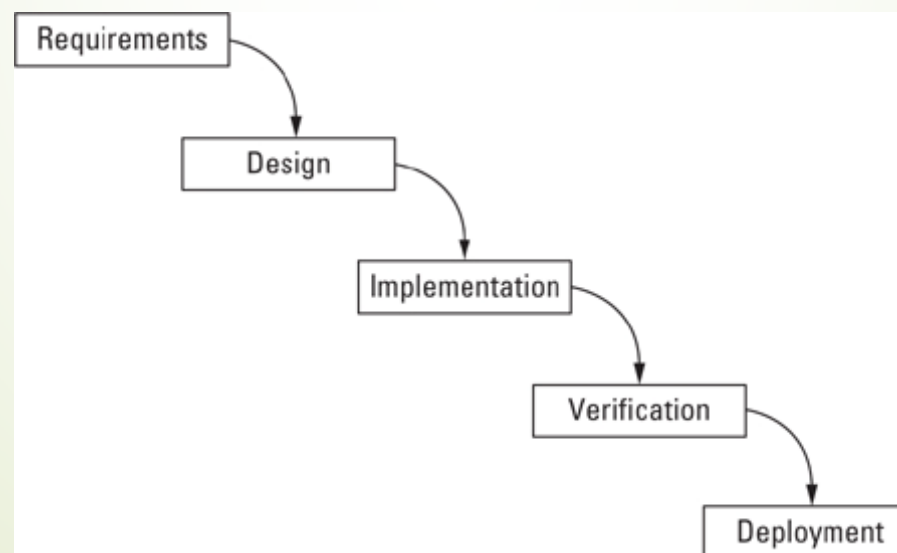 Requirements
Design
Implementation
Verification
Deployment